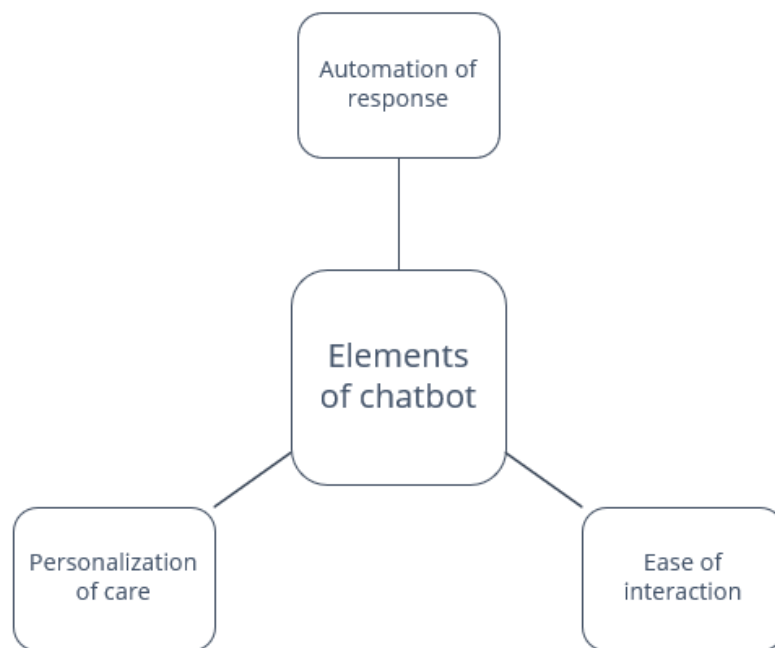 Automation of
response
Elements
of chatbot
Personalization
of care
Ease of
interaction